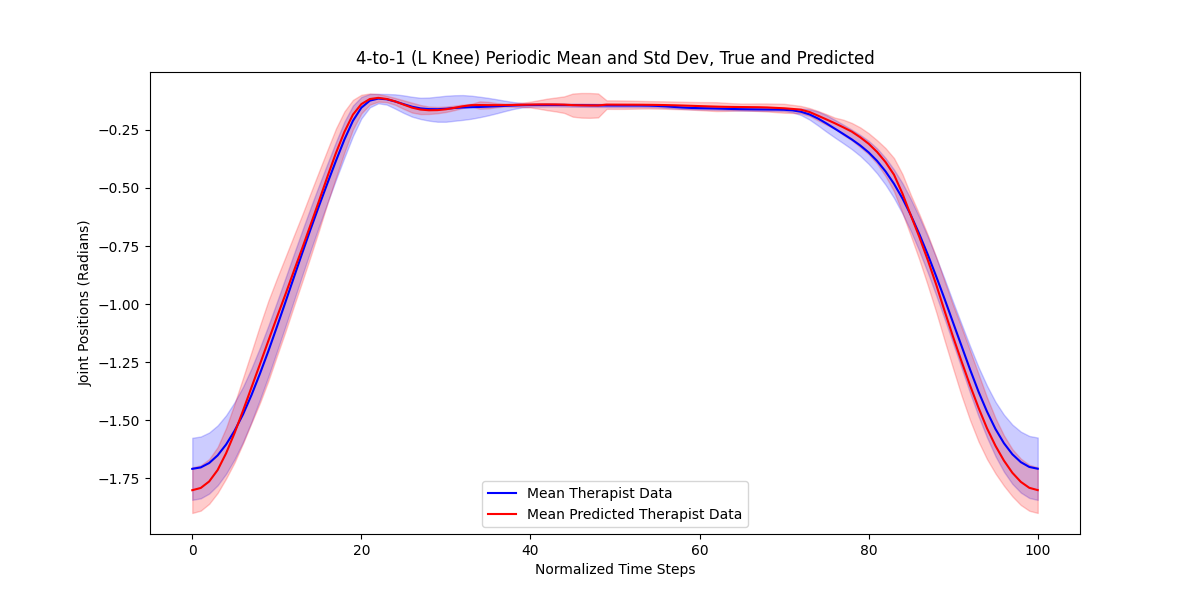 4-to-1 (L Knee) Periodic Mean and Std Dev, True and Predicted
Joint Positions (Radians)
−0.25
−0.50
−0.75
−1.00
−1.25
−1.50
−1.75
Mean Therapist Data
Mean Predicted Therapist Data
0 20 40 60 80 100
Normalized Time Steps